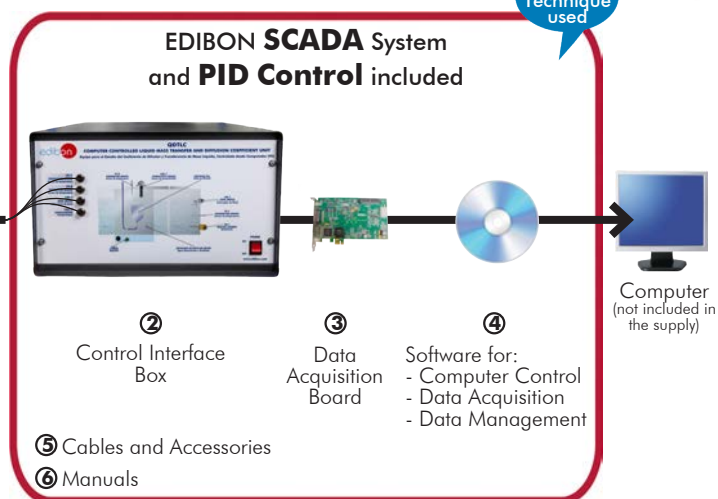 Technique
used
EDIBON SCADA System
and PID Control included
edibon
QDTLC
COMPUTER CONTROLLED LIQUID MASS TRANSFER AND DIFFUSION COEFFICIENT UNIT
②
Control Interface
Box
③
Data
Acquisition
Board
④
Software for:
- Computer Control
- Data Acquisition
- Data Management
Computer
(not included in
the supply)
⑤ Cables and Accessories
⑥ Manuals